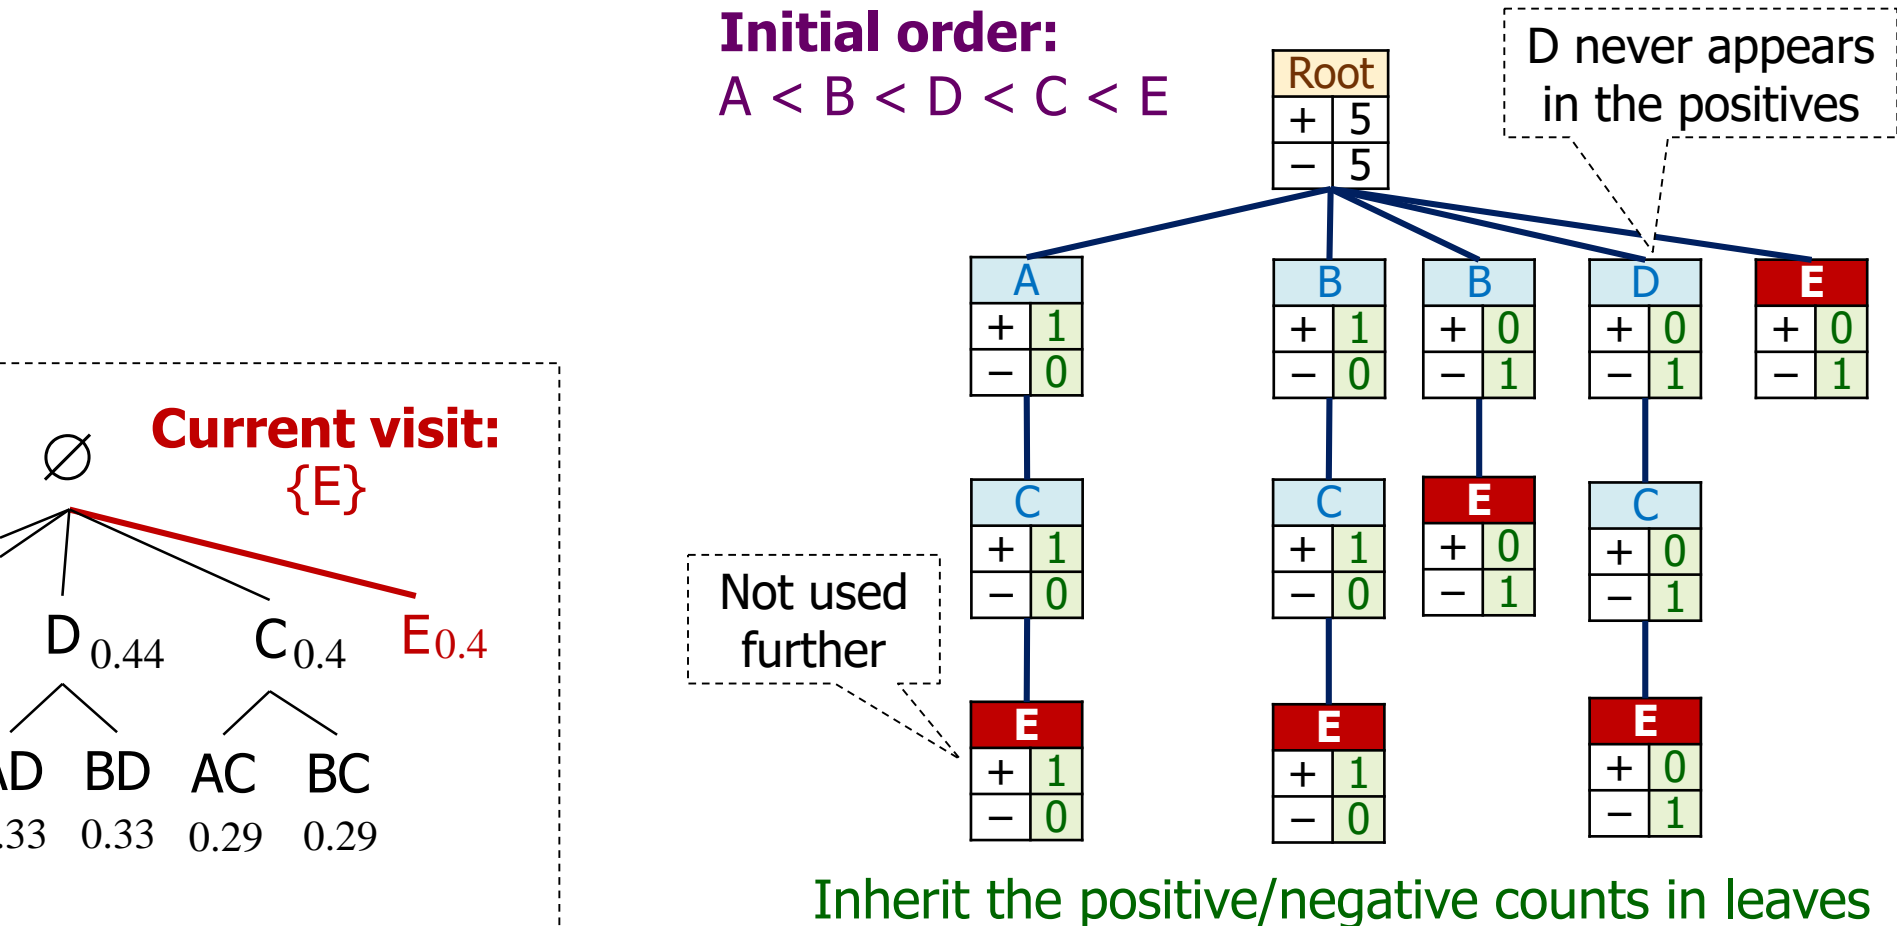 Initial order:
A < B < D < C < E
Root
+ 5
− 5
D never appears
in the positives
A
+ 1
− 0
B
+ 1
− 0
B
+ 0
− 1
D
+ 0
− 1
E
+ 0
− 1
Current visit:
{E}
∅
D 0.44
C 0.4
E 0.4
AD BD AC BC
.33 0.33 0.29 0.29
Not used
further
C
+ 1
− 0
C
+ 1
− 0
E
+ 0
− 1
C
+ 0
− 1
E
+ 1
− 0
E
+ 1
− 0
E
+ 0
− 1
Inherit the positive/negative counts in leaves